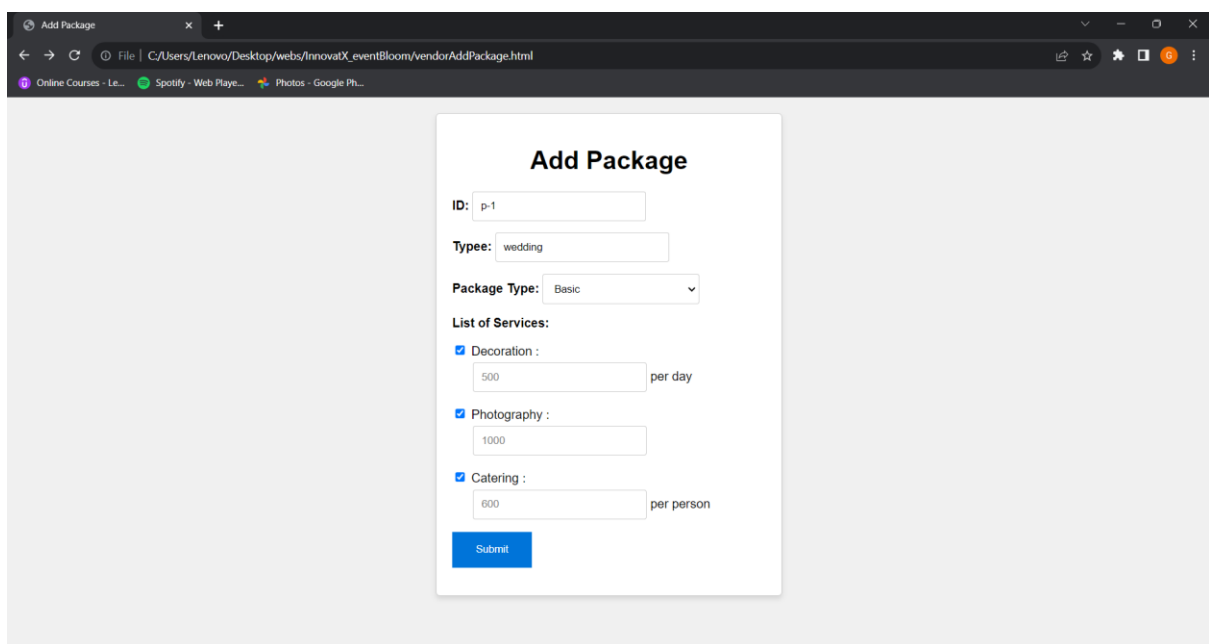 Add Package
File C:/Users/Lenovo/Desktop/webs/InnovatX_eventBloom/vendorAddPackage.html
G
Online Courses - Le... Spotify - Web Playe... Photos - Google Ph...
Add Package
ID: p-1
Typee: wedding
Package Type: Basic
List of Services:
Decoration :
500 per day
Photography :
1000
Catering :
600 per person
Submit